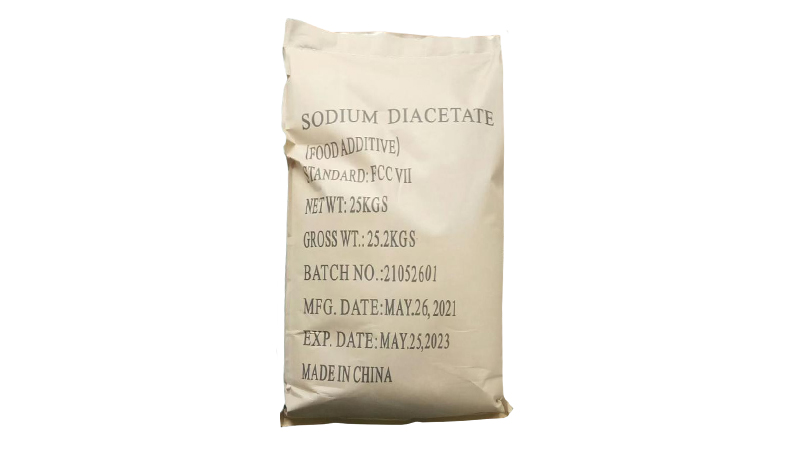 SODIUM DIACETATE
(FOOD ADDITIVE)
STANDARD: FCC VII
NET WT: 25KGS
GROSS WT.: 25.2KGS
BATCH NO.:21052601
MFG. DATE:MAY.26, 2021
EXP. DATE:MAY.25,2023
MADE IN CHINA